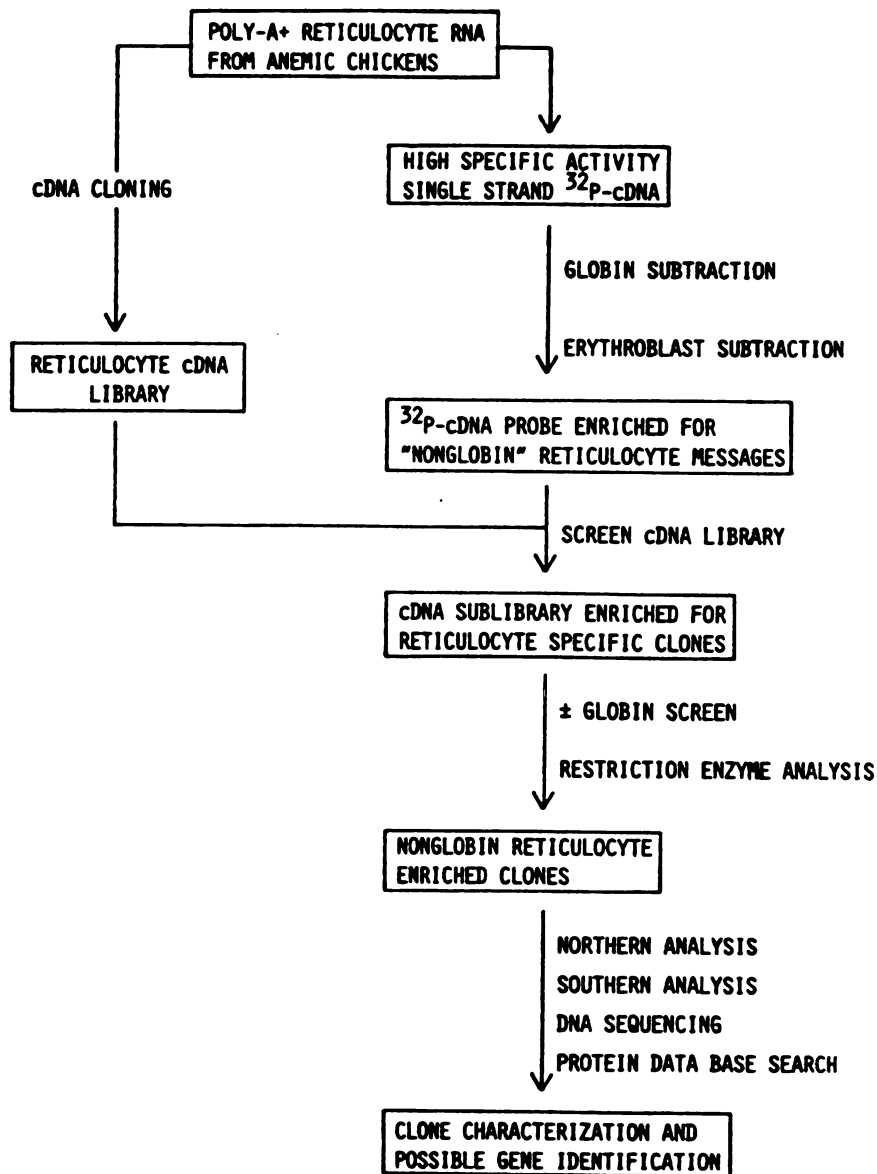 POLY-A+ RETICULOCYTE RNA
FROM ANEMIC CHICKENS
HIGH SPECIFIC ACTIVITY
SINGLE STRAND ³²P-cDNA
cDNA CLONING
GLOBIN SUBTRACTION
ERYTHROBLAST SUBTRACTION
RETICULOCYTE cDNA
LIBRARY
³²P-cDNA PROBE ENRICHED FOR
"NONGLOBIN" RETICULOCYTE MESSAGES
SCREEN cDNA LIBRARY
cDNA SUBLIBRARY ENRICHED FOR
RETICULOCYTE SPECIFIC CLONES
± GLOBIN SCREEN
RESTRICTION ENZYME ANALYSIS
NONGLOBIN RETICULOCYTE
ENRICHED CLONES
NORTHERN ANALYSIS
SOUTHERN ANALYSIS
DNA SEQUENCING
PROTEIN DATA BASE SEARCH
CLONE CHARACTERIZATION AND
POSSIBLE GENE IDENTIFICATION